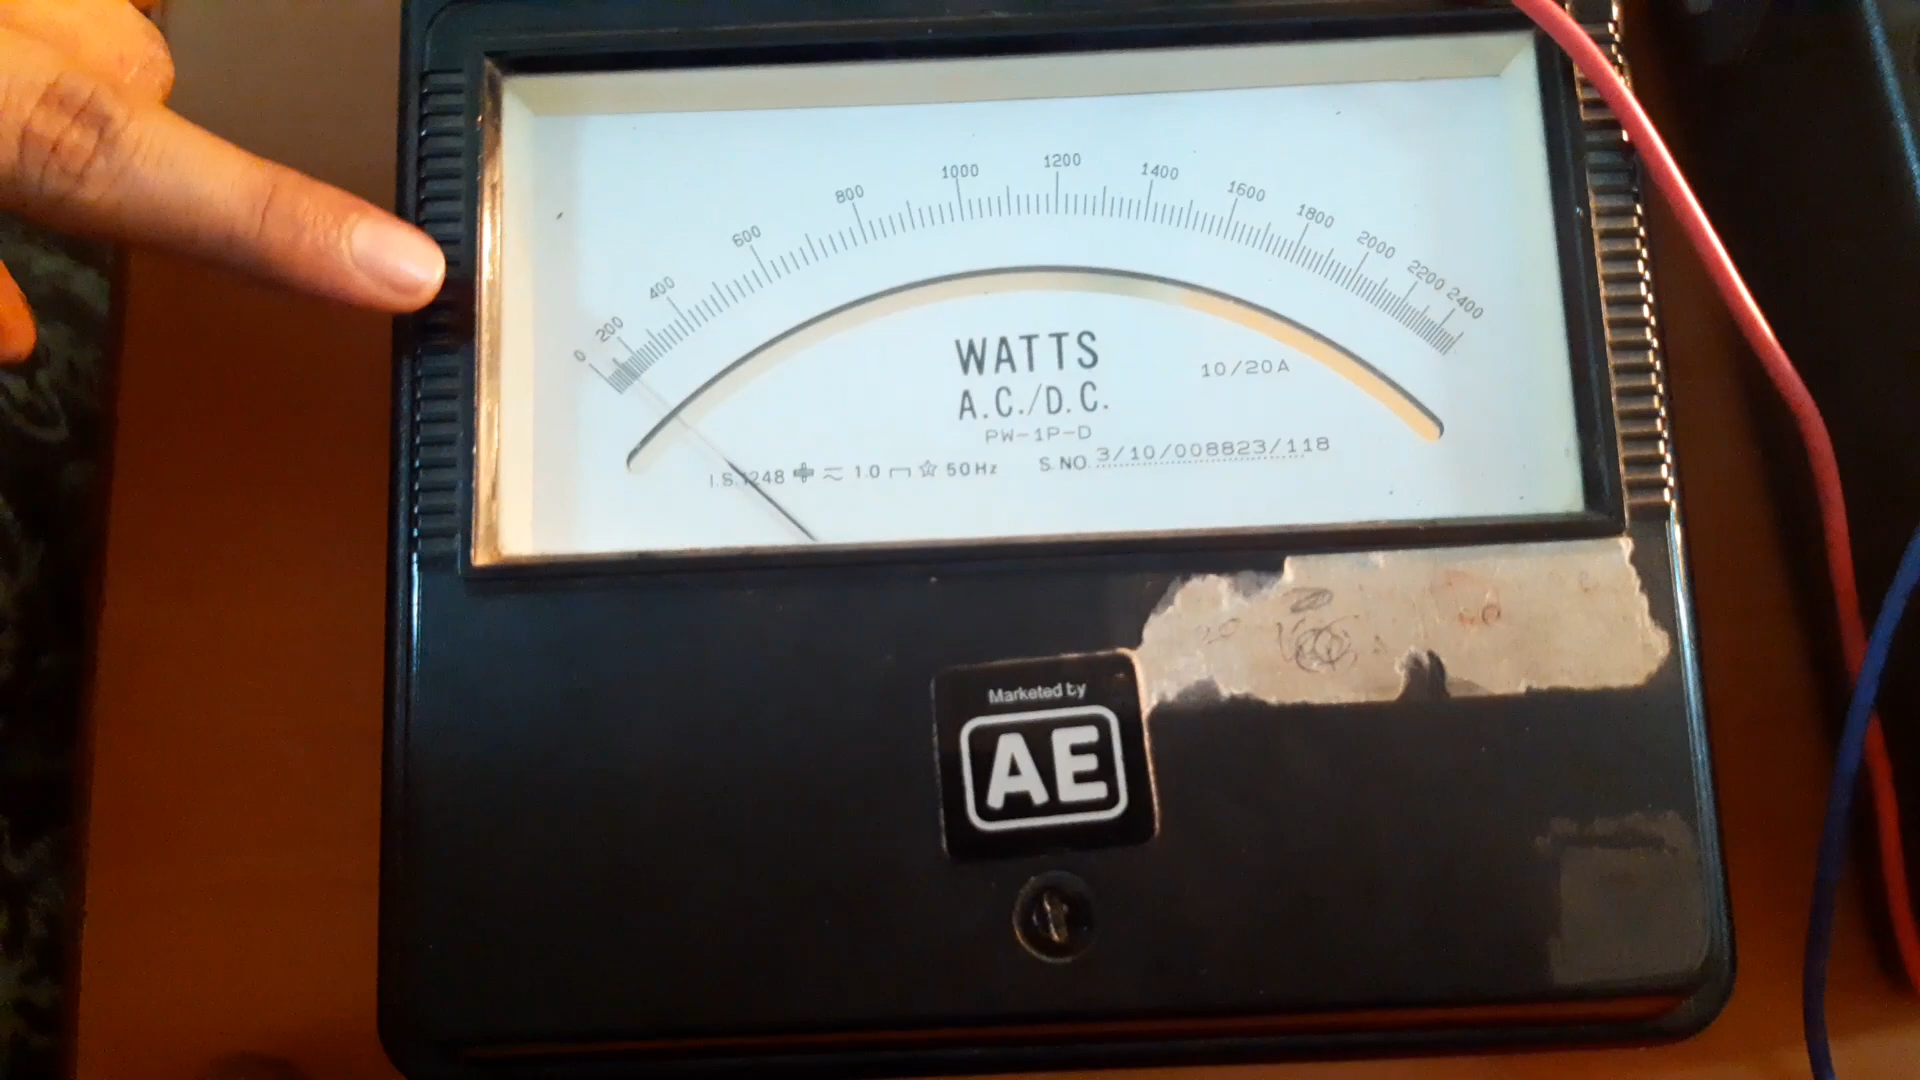 0 200 400 600 800 1000 1200 1400 1600 1800 2000 2200 2400
WATTS
10/20A
A.C./D.C.
PW-1P-D
I.S.1248 1.0 50Hz S.NO. 3/10/008823/118
Marketed by
AE